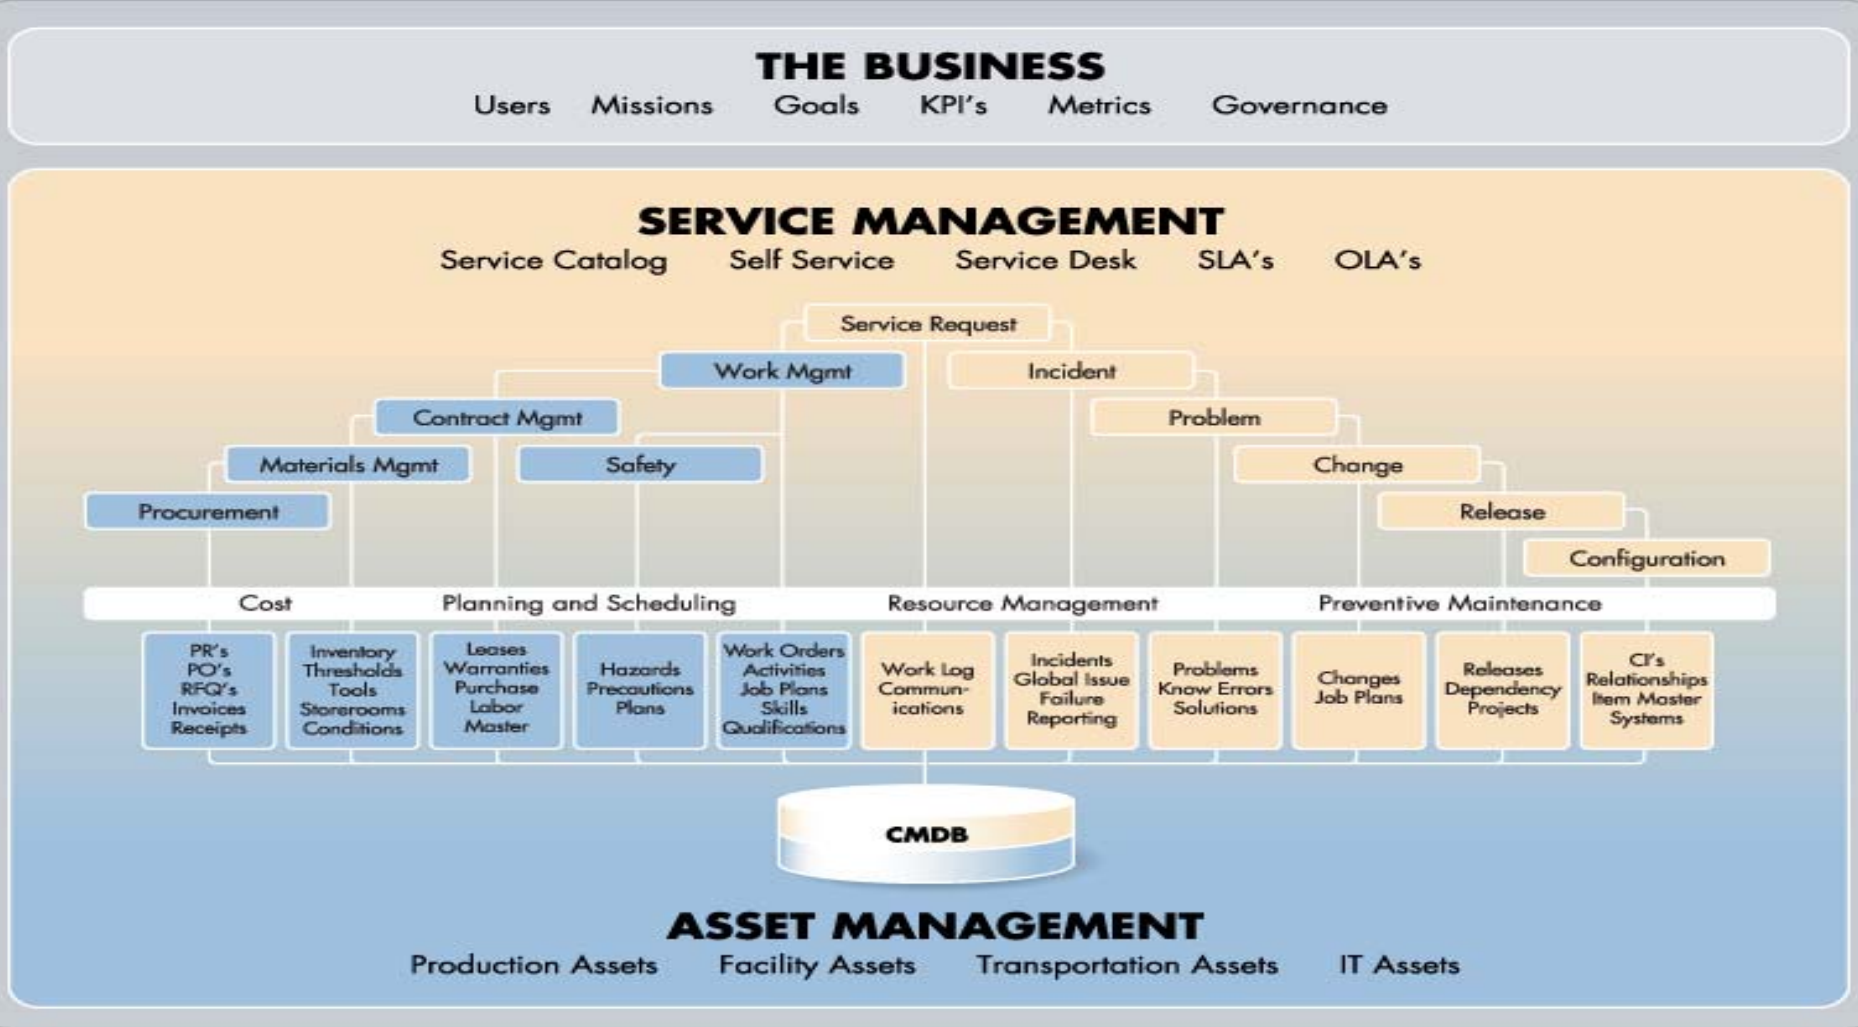 THE BUSINESS
Users Missions Goals KPI's Metrics Governance
SERVICE MANAGEMENT
Service Catalog Self Service Service Desk SLA's OLA's
Service Request
Work Mgmt
Incident
Contract Mgmt
Problem
Materials Mgmt
Safety
Change
Procurement
Release
Configuration
Cost Planning and Scheduling Resource Management Preventive Maintenance
PR's
PO's
RFQ's
Invoices
Receipts
Inventory
Thresholds
Tools
Storerooms
Conditions
Leases
Warranties
Purchase
Labor
Master
Hazards
Precautions
Plans
Work Orders
Activities
Job Plans
Skills
Qualifications
Work Log
Commun-
ications
Incidents
Global Issue
Failure
Reporting
Problems
Know Errors
Solutions
Changes
Job Plans
Releases
Dependency
Projects
CI's
Relationships
Item Master
Systems
CMDB
ASSET MANAGEMENT
Production Assets Facility Assets Transportation Assets IT Assets